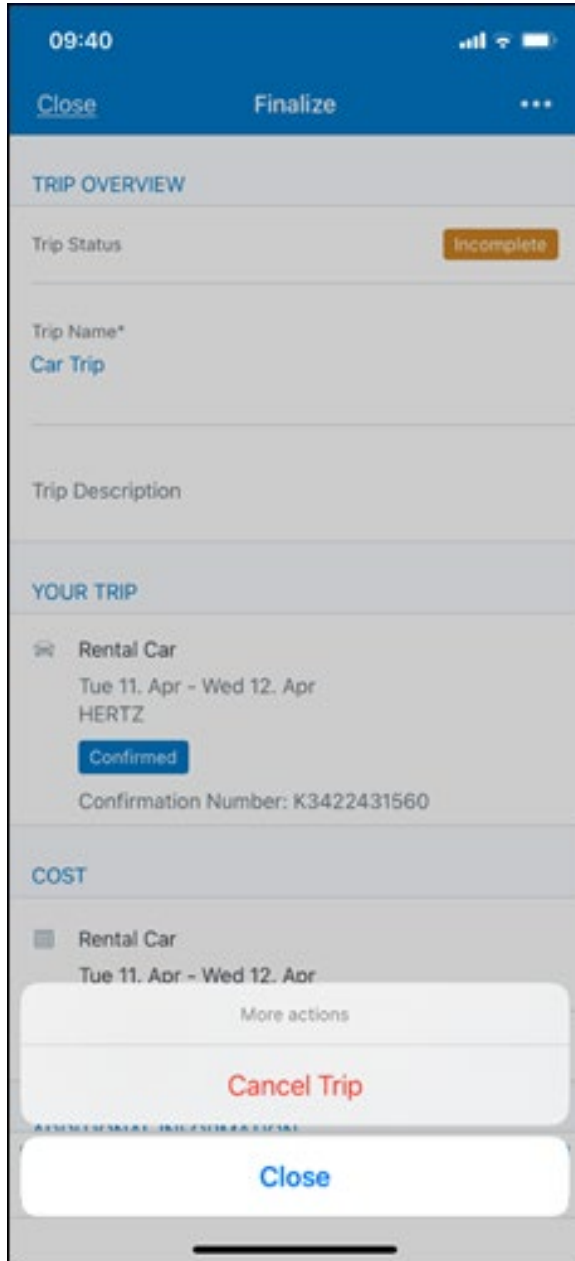 09:40
Close
Finalize
TRIP OVERVIEW
Trip Status
Incomplete
Trip Name*
Car Trip
Trip Description
YOUR TRIP
Rental Car
Tue 11. Apr - Wed 12. Apr
HERTZ
Confirmed
Confirmation Number: K3422431560
COST
Rental Car
Tue 11. Apr - Wed 12. Apr
More actions
Cancel Trip
Close